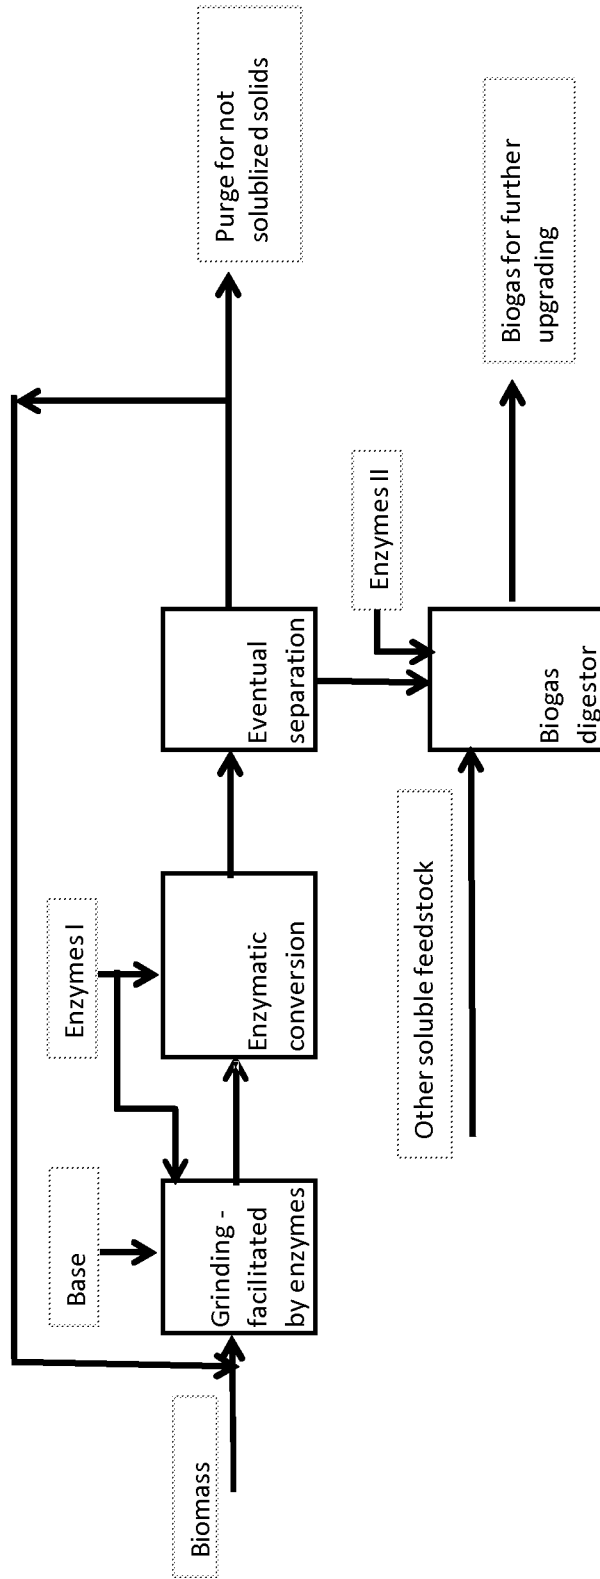 Biomass
Base
Enzymes I
Grinding -
facilitated
by enzymes
Enzymatic
conversion
Eventual
separation
Purge for not
solublized solids
Enzymes II
Other soluble feedstock
Biogas
digestor
Biogas for further
upgrading